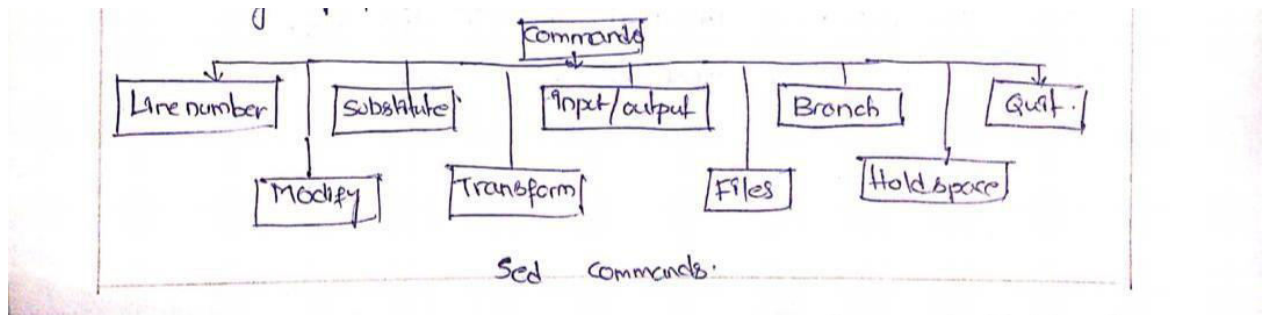 Commands
Line number
Substitute
Input/output
Branch
Quit.
Modify
Transform
Files
Hold space
Sed commands.